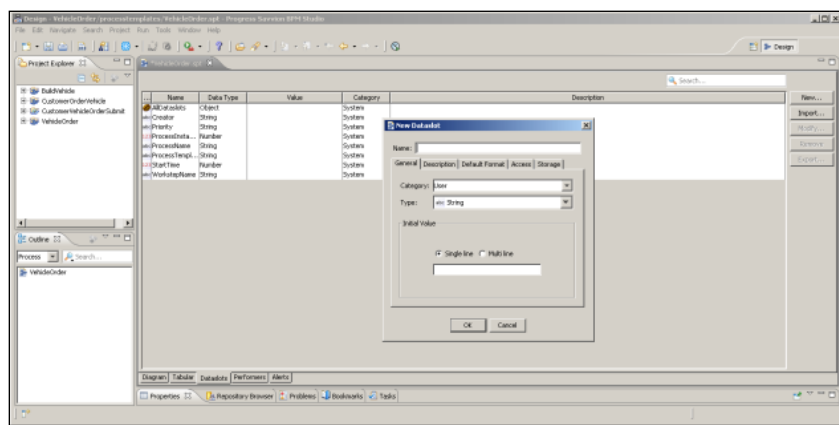 Design - VehicleOrder/processtemplates/VehicleOrder.spt - Progress Savvion BPM Studio
File Edit Navigate Search Project Run Tools Window Help
Design
Project Explorer
VehicleOrder.spt
BuildVehicle
CustomerOrderVehicle
CustomerVehicleOrderSubmit
VehicleOrder
Search...
... Name Data Type Value Category Description
AllDataslots Object System
Creator String System
Priority String System
ProcessInsta... Number System
ProcessName String System
ProcessTempl... String System
StartTime Number System
WorkstepName String System
New...
Import...
Modify...
Remove
Export...
New Dataslot
Name:
General Description Default Format Access Storage
Category: User
Type: abc String
Initial Value
Single line Multi line
OK Cancel
Outline
Process Search...
VehicleOrder
Diagram Tabular Dataslots Performers Alerts
Properties Repository Browser Problems Bookmarks Tasks